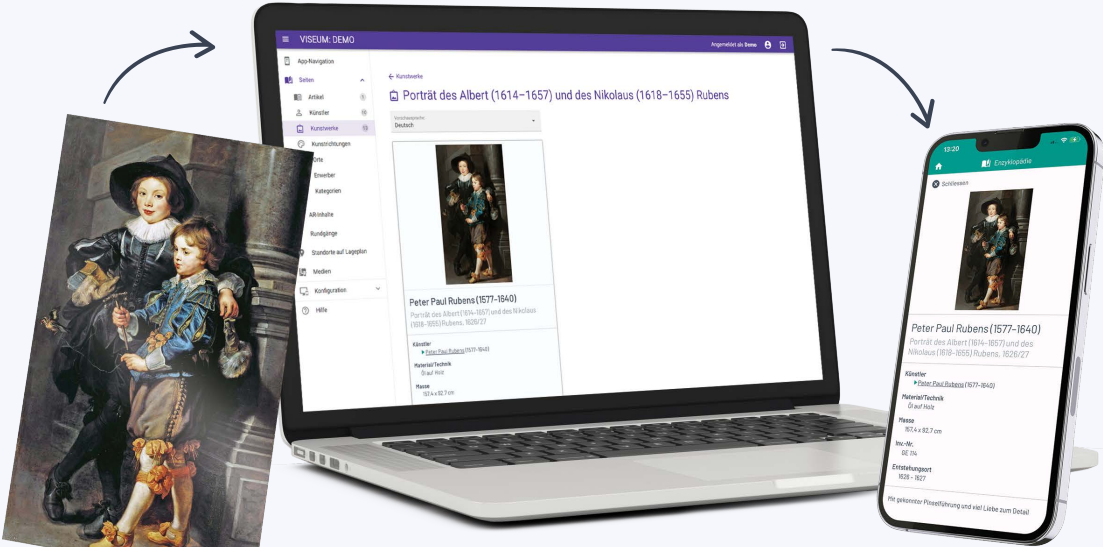 VISEUM: DEMO
Angemeldet als Demo
App-Navigation
Seiten
Artikel
Künstler
Kunstwerke
Kunstrichtungen
Orte
Erwerber
Kategorien
AR-Inhalte
Rundgänge
Standorte auf Lageplan
Medien
Konfiguration
Hilfe
← Kunstwerke
Porträt des Albert (1614–1657) und des Nikolaus (1618–1655) Rubens
Deutsch
Peter Paul Rubens (1577–1640)
Porträt des Albert (1614–1657) und des Nikolaus
(1618–1655) Rubens, 1626/27
Künstler
Peter Paul Rubens (1577–1640)
Material/Technik
Öl auf Holz
Masse
157,4 x 92,7 cm
13:20
Enzyklopädie
Schliessen
Peter Paul Rubens (1577–1640)
Porträt des Albert (1614–1657) und des
Nikolaus (1618–1655) Rubens, 1626/27
Künstler
Peter Paul Rubens (1577–1640)
Material/Technik
Öl auf Holz
Masse
157,4 x 92,7 cm
Inv.-Nr.
GE 114
Entstehungsort
1626 – 1627
Mit gekonnter Pinselführung und viel Liebe zum Detail